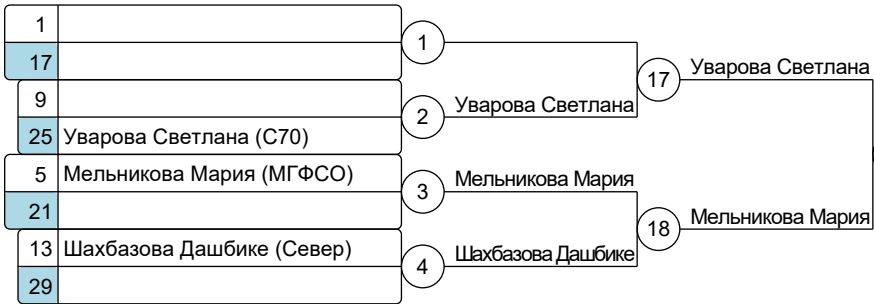 1
17
1
9
25 Уварова Светлана (С70)
2
5 Мельникова Мария (МГФСО)
21
3
13 Шахбазова Дашбике (Север)
29
4
Уварова Светлана
17
Мельникова Мария
Шахбазова Дашбике
18
Уварова Светлана
Мельникова Мария